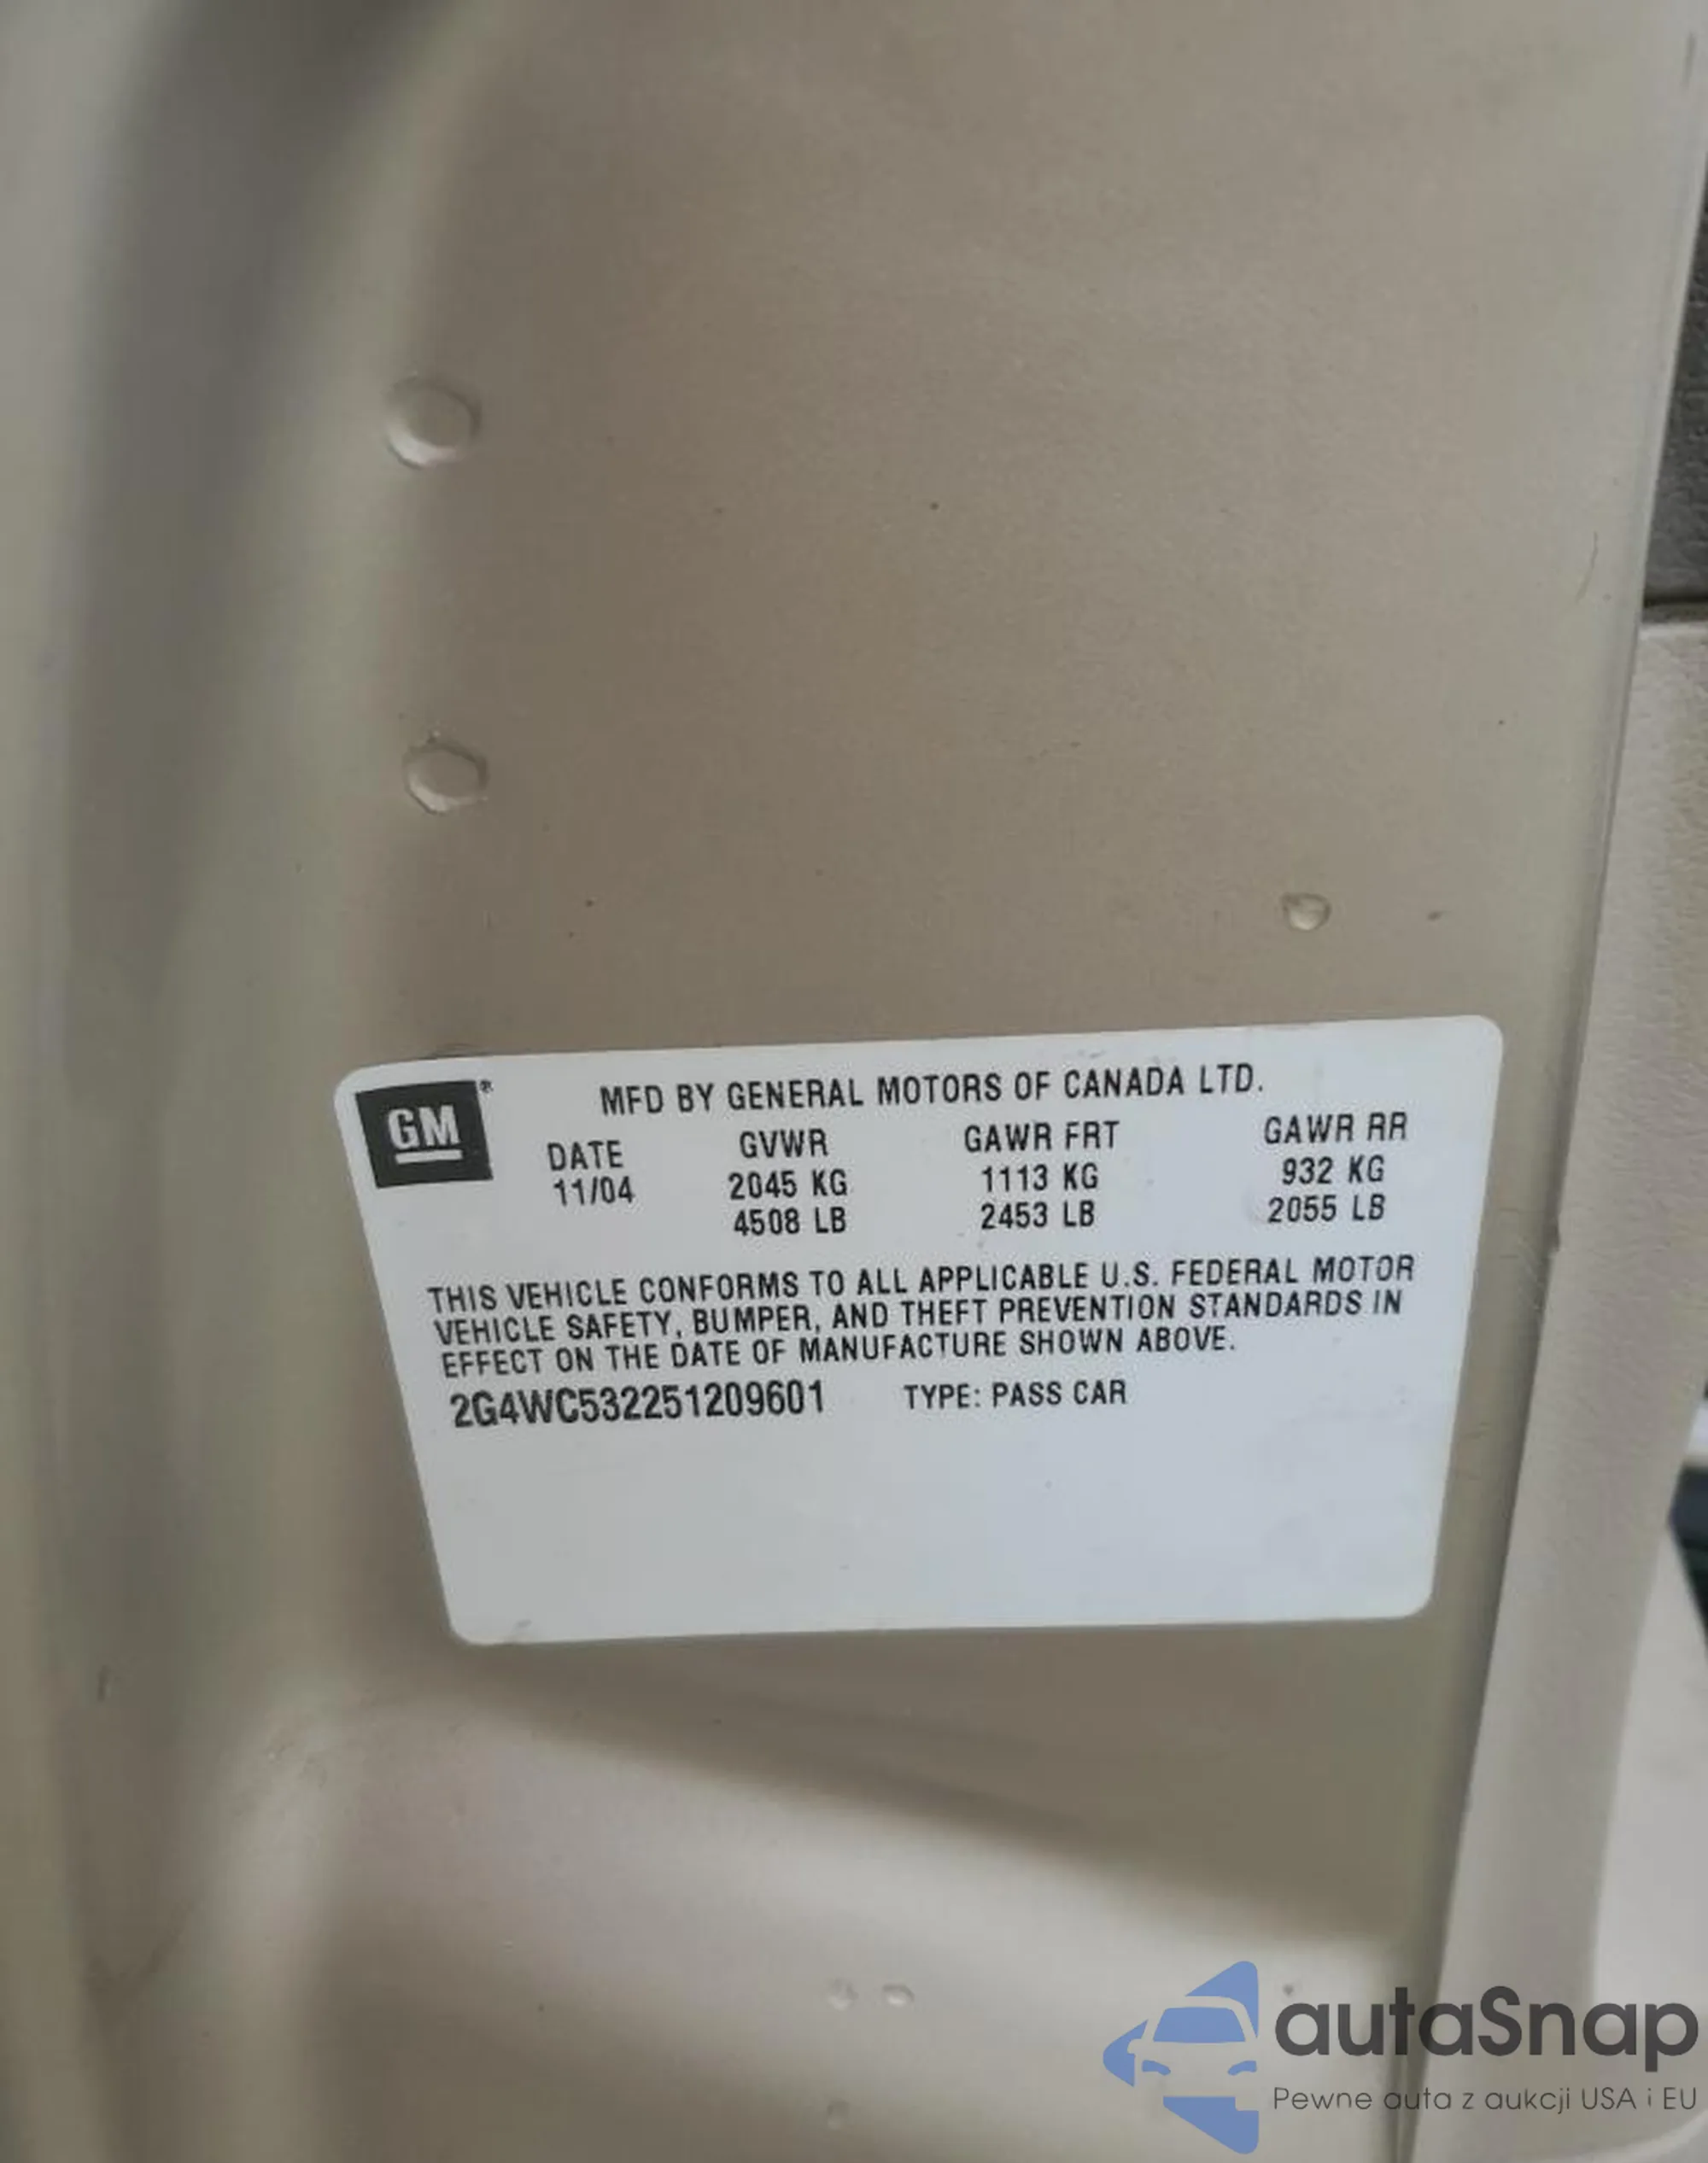 GM®
MFD BY GENERAL MOTORS OF CANADA LTD.
DATE GVWR GAWR FRT GAWR RR
11/04 2045 KG 1113 KG 932 KG
4508 LB 2453 LB 2055 LB
THIS VEHICLE CONFORMS TO ALL APPLICABLE U.S. FEDERAL MOTOR
VEHICLE SAFETY, BUMPER, AND THEFT PREVENTION STANDARDS IN
EFFECT ON THE DATE OF MANUFACTURE SHOWN ABOVE.
2G4WC532251209601 TYPE: PASS CAR
autaSnap
Pewne auta z aukcji USA i EU